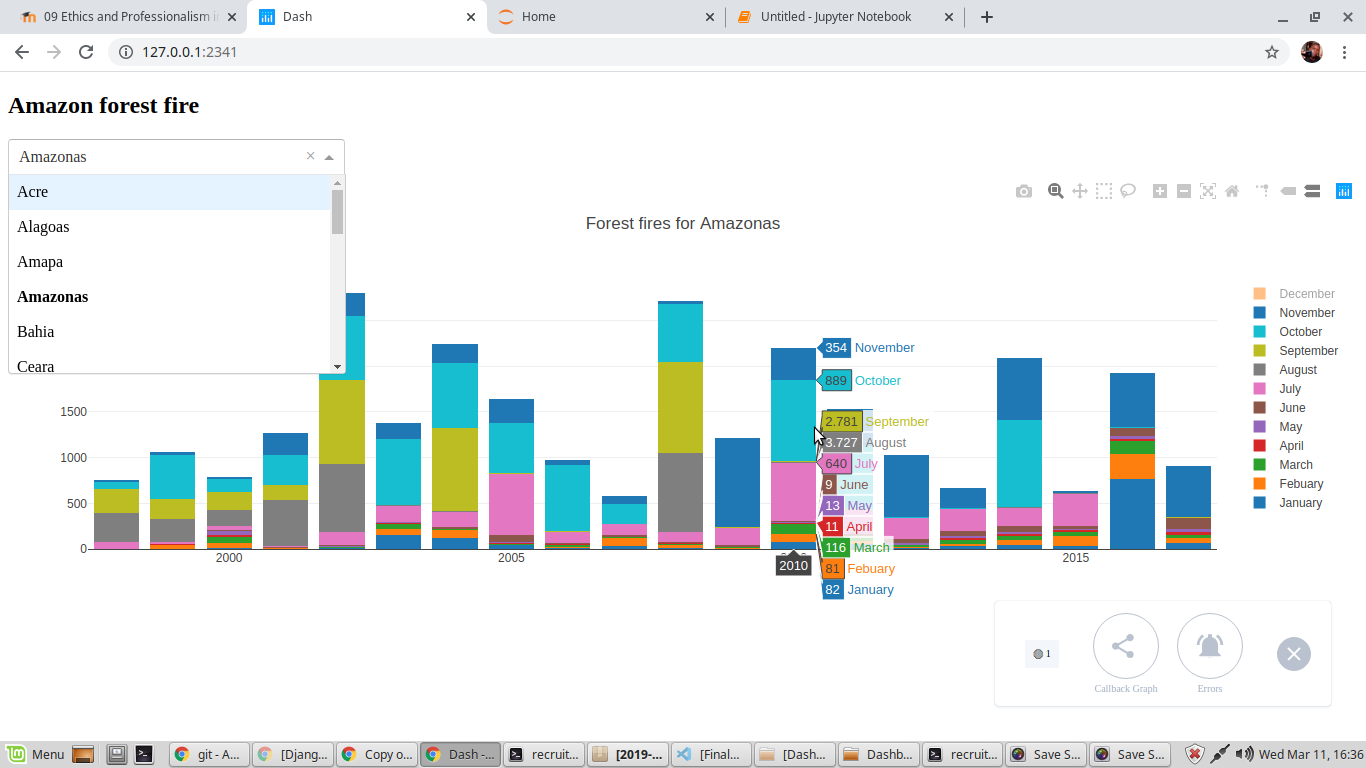 09 Ethics and Professionalism i
Dash
Home
Untitled - Jupyter Notebook
127.0.0.1:2341
Amazon forest fire
Amazonas
Acre
Alagoas
Amapa
Amazonas
Bahia
Ceara
Forest fires for Amazonas
1500
1000
500
0
2000
2005
2010
2015
354 November
889 October
2.781 September
3.727 August
640 July
9 June
13 May
11 April
116 March
81 Febuary
82 January
December
November
October
September
August
July
June
May
April
March
Febuary
January
1
Callback Graph
Errors
Menu
git - A...
[Djang...
Copy o...
Dash -...
recruit...
[2019-...
[Final...
[Dash...
Dashb...
recruit...
Save S...
Save S...
Wed Mar 11, 16:36